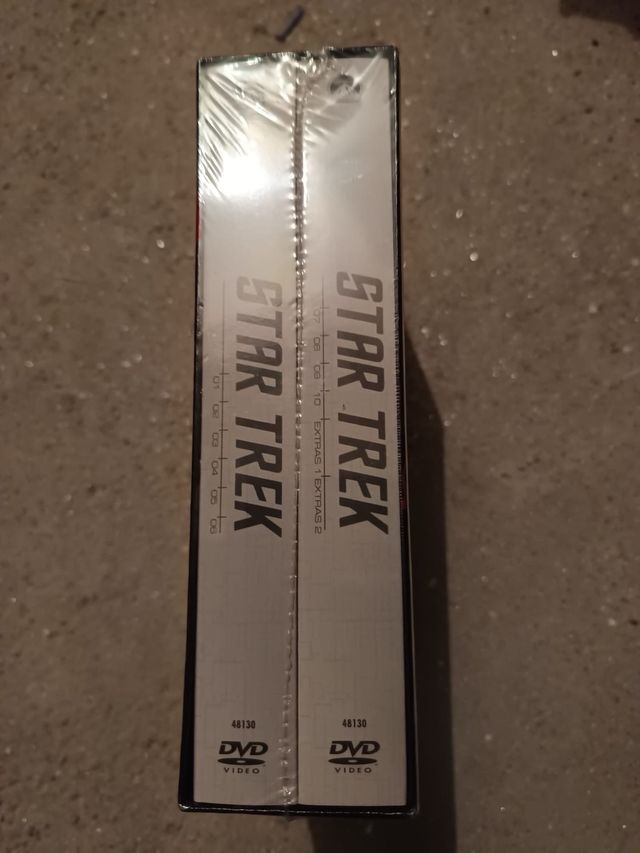 STAR TREK
01 02 03 04 05 06
48130
DVD
VIDEO
STAR TREK
07 08 09 10 EXTRAS 1 EXTRAS 2
48130
DVD
VIDEO